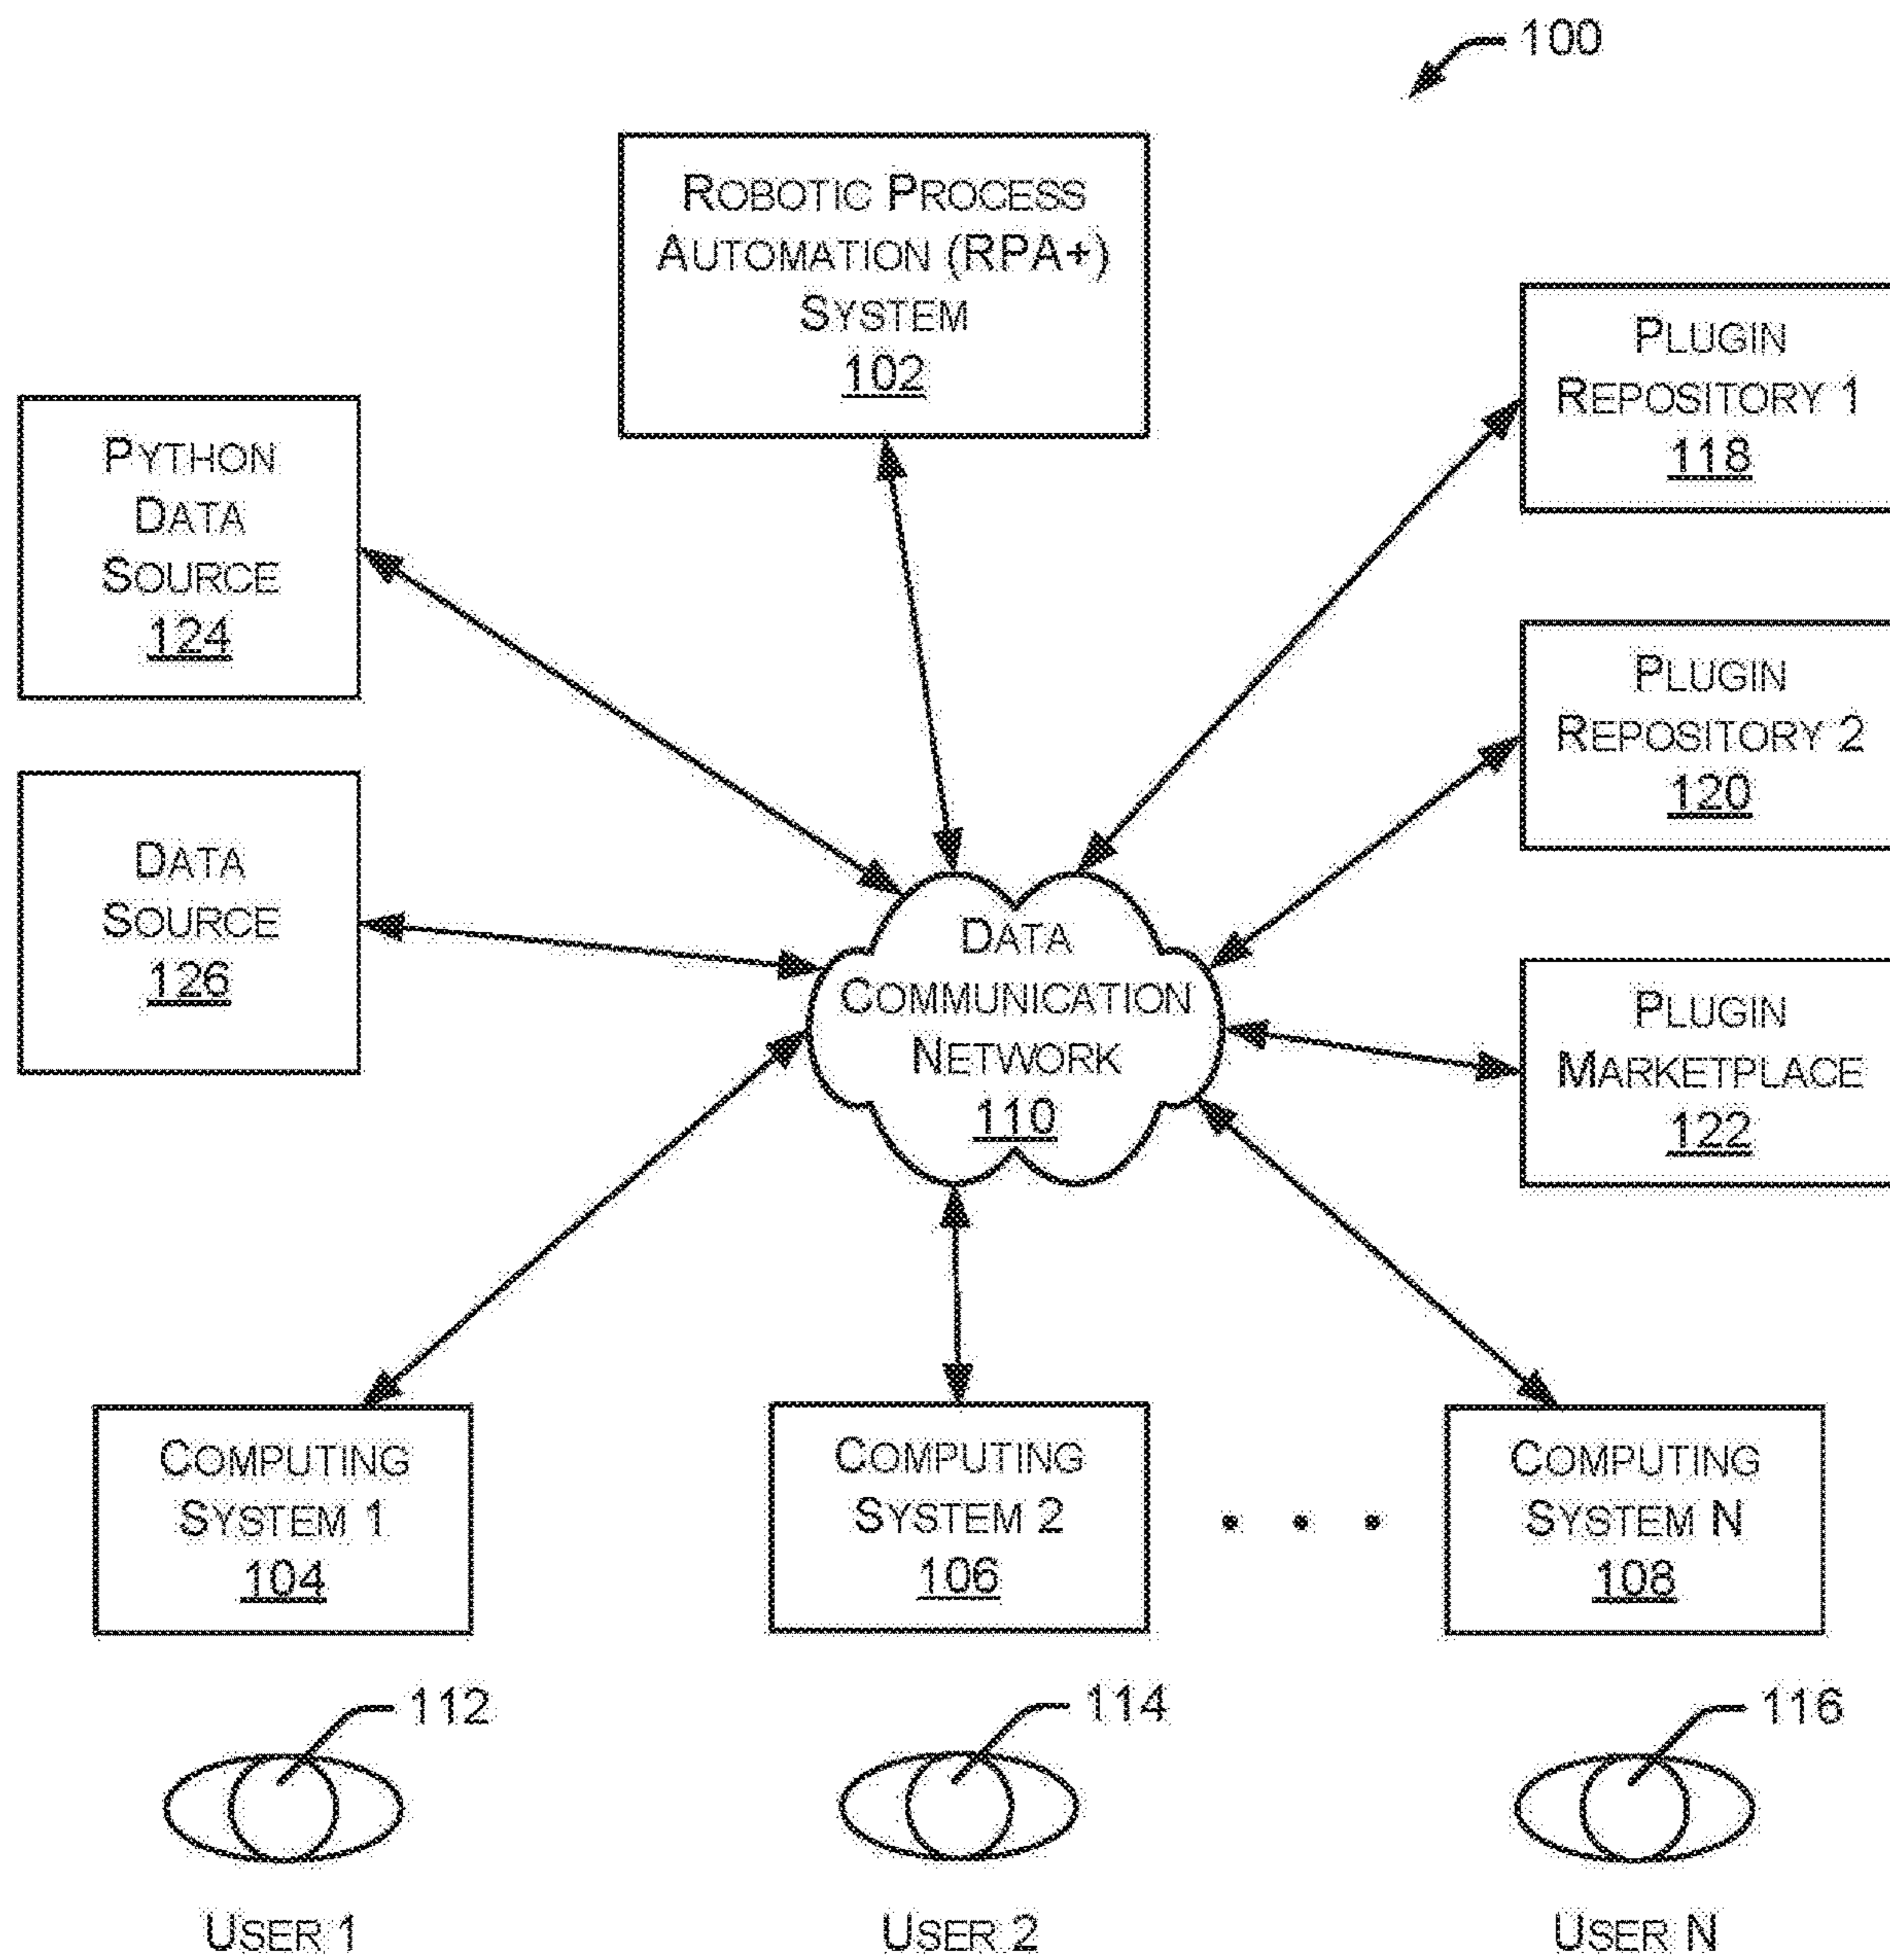 100
ROBOTIC PROCESS
AUTOMATION (RPA+)
SYSTEM
102
PLUGIN
REPOSITORY 1
118
PYTHON
DATA
SOURCE
124
PLUGIN
REPOSITORY 2
120
DATA
SOURCE
126
DATA
COMMUNICATION
NETWORK
110
PLUGIN
MARKETPLACE
122
COMPUTING
SYSTEM 1
104
COMPUTING
SYSTEM 2
106
. . .
COMPUTING
SYSTEM N
108
112
114
116
USER 1
USER 2
USER N